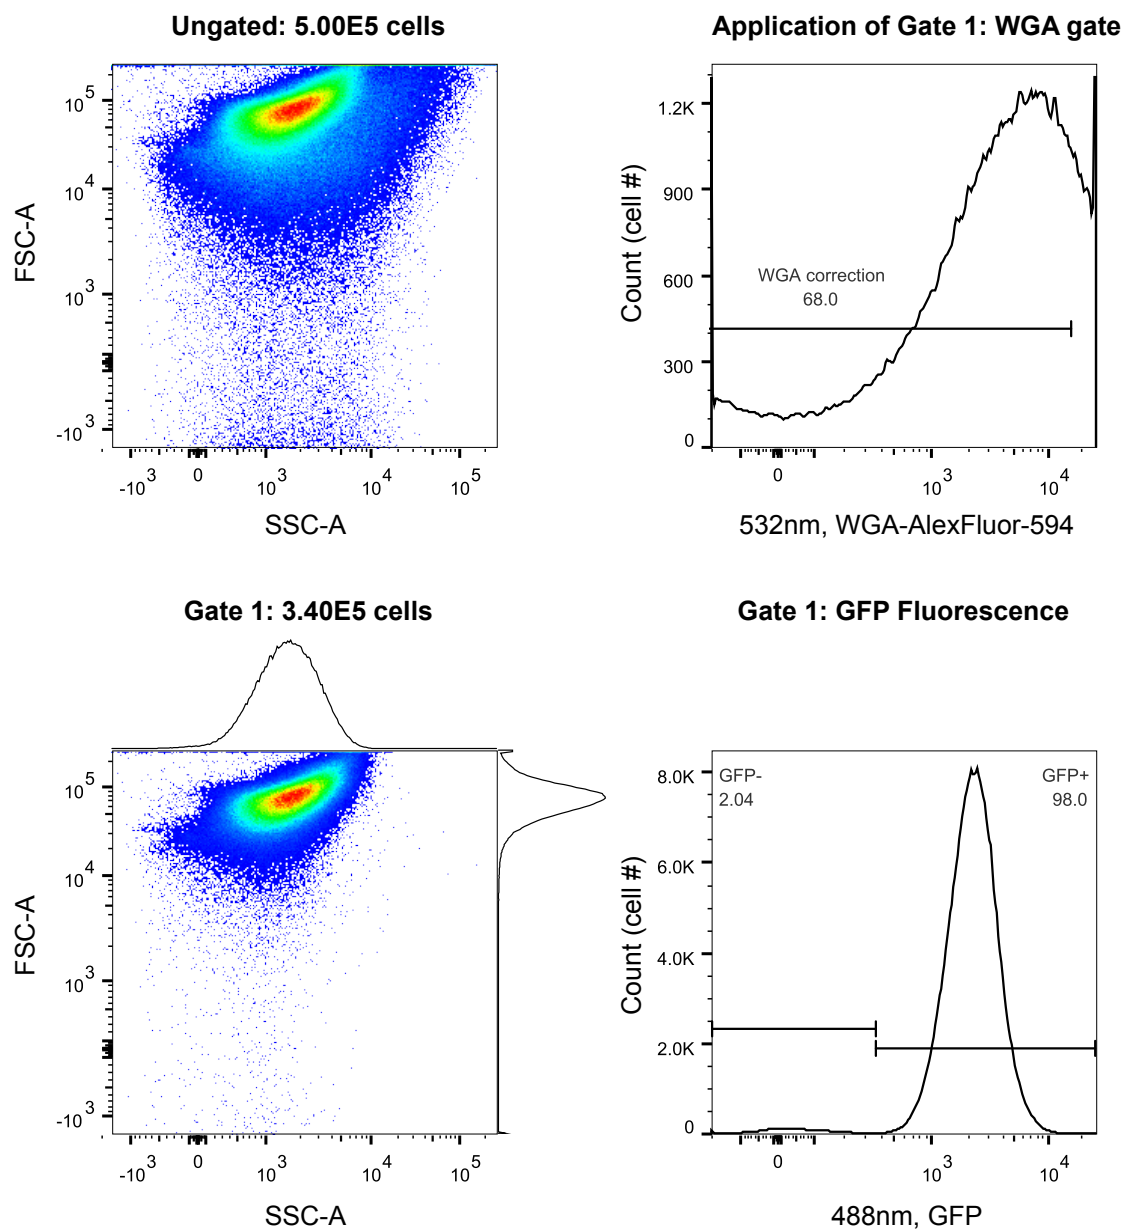 Ungated: 5.00E5 cells
FSC-A
10 5
10 4
10 3
-10 3
-10 3
0
10 3
10 4
10 5
SSC-A
Application of Gate 1: WGA gate
Count (cell #)
1.2K
900
600
300
0
WGA correction
68.0
0
10 3
10 4
532nm, WGA-AlexFluor-594
Gate 1: 3.40E5 cells
FSC-A
10 5
10 4
10 3
-10 3
-10 3
0
10 3
10 4
10 5
SSC-A
Gate 1: GFP Fluorescence
Count (cell #)
8.0K
6.0K
4.0K
2.0K
0
GFP-
2.04
GFP+
98.0
0
10 3
10 4
488nm, GFP